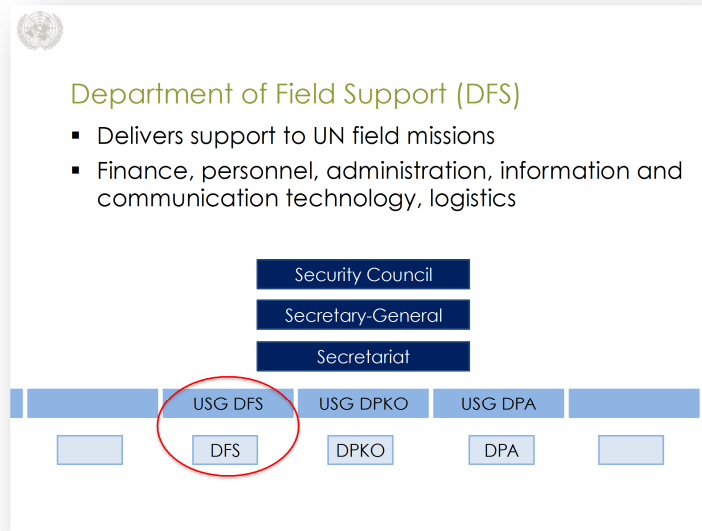 Department of Field Support (DFS)
▪ Delivers support to UN field missions
▪ Finance, personnel, administration, information and
communication technology, logistics
Security Council
Secretary-General
Secretariat
USG DFS USG DPKO USG DPA
DFS DPKO DPA